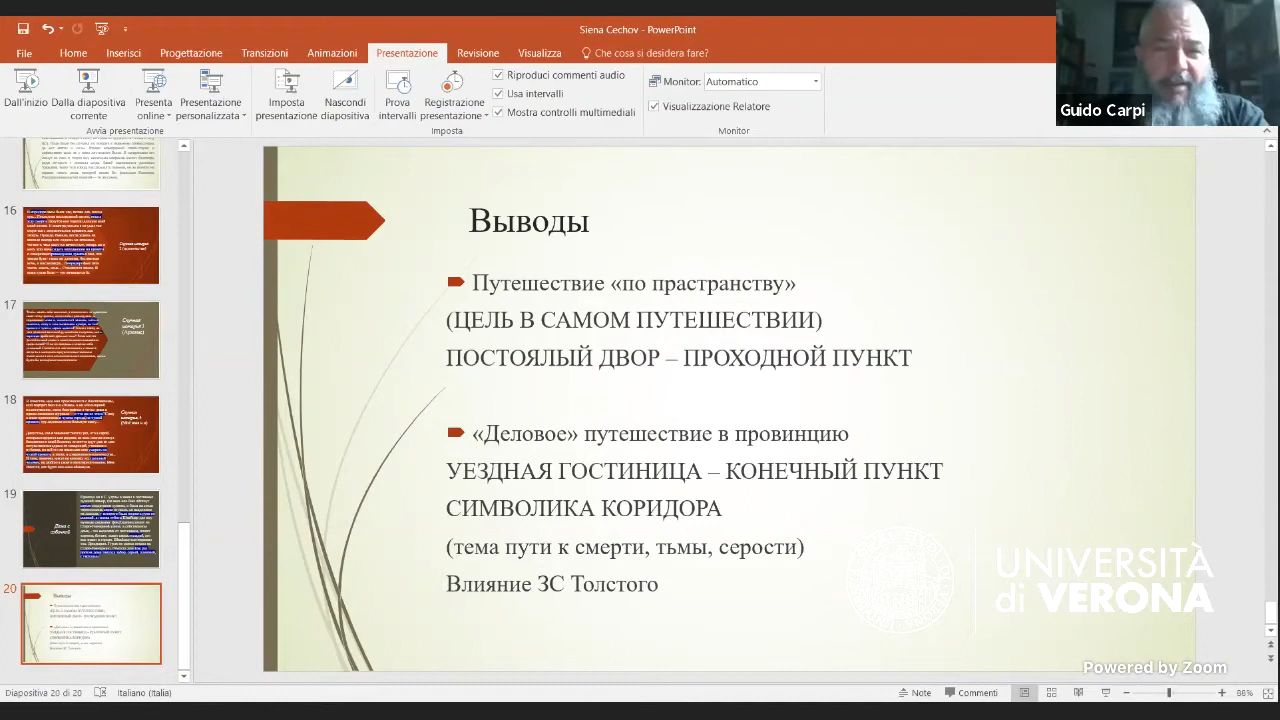 Siena Cechov - PowerPoint
File Home Inserisci Progettazione Transizioni Animazioni Presentazione Revisione Visualizza Che cosa si desidera fare?
Dall'inizio
Dalla diapositiva corrente
Presenta online
Presentazione personalizzata
Imposta presentazione
Nascondi diapositiva
Prova intervalli
Registrazione presentazione
Riproduci commenti audio
Usa intervalli
Mostra controlli multimediali
Monitor: Automatico
Visualizzazione Relatore
Avvia presentazione
Imposta
Monitor
Guido Carpi
16
17
18
19
20
Выводы
Путешествие «по прастранству»
(ЦЕЛЬ В САМОМ ПУТЕШЕСТВИИ)
ПОСТОЯЛЫЙ ДВОР – ПРОХОДНОЙ ПУНКТ
«Деловое» путешествие в провинцию
УЕЗДНАЯ ГОСТИНИЦА – КОНЕЧНЫЙ ПУНКТ
СИМВОЛИКА КОРИДОРА
(тема пути к смерти, тьмы, серости)
Влияние ЗС Толстого
UNIVERSITÀ
di VERONA
Powered by Zoom
Diapositiva 20 di 20 Italiano (Italia) Note Commenti 88%